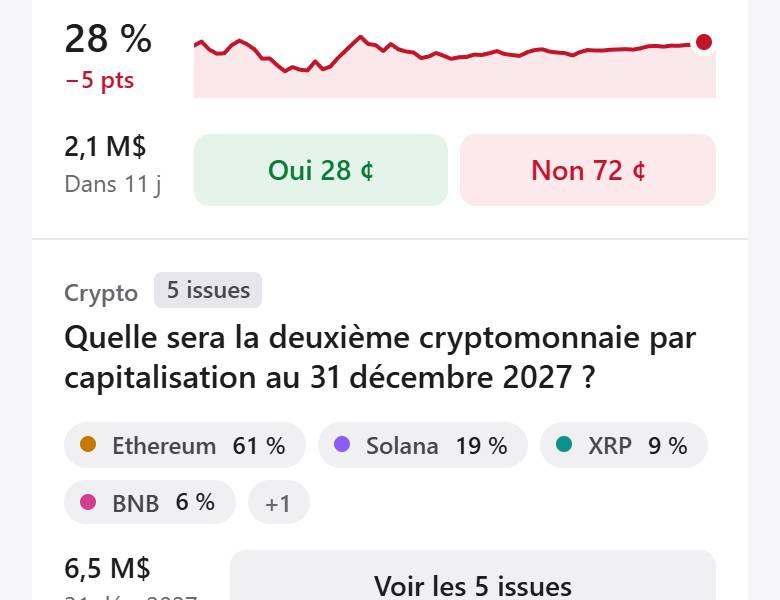 28 %
−5 pts
2,1 M$
Dans 11 j
Oui 28 ¢
Non 72 ¢
Crypto
5 issues
Quelle sera la deuxième cryptomonnaie par
capitalisation au 31 décembre 2027 ?
Ethereum 61 %
Solana 19 %
XRP 9 %
BNB 6 %
+1
6,5 M$
Voir les 5 issues